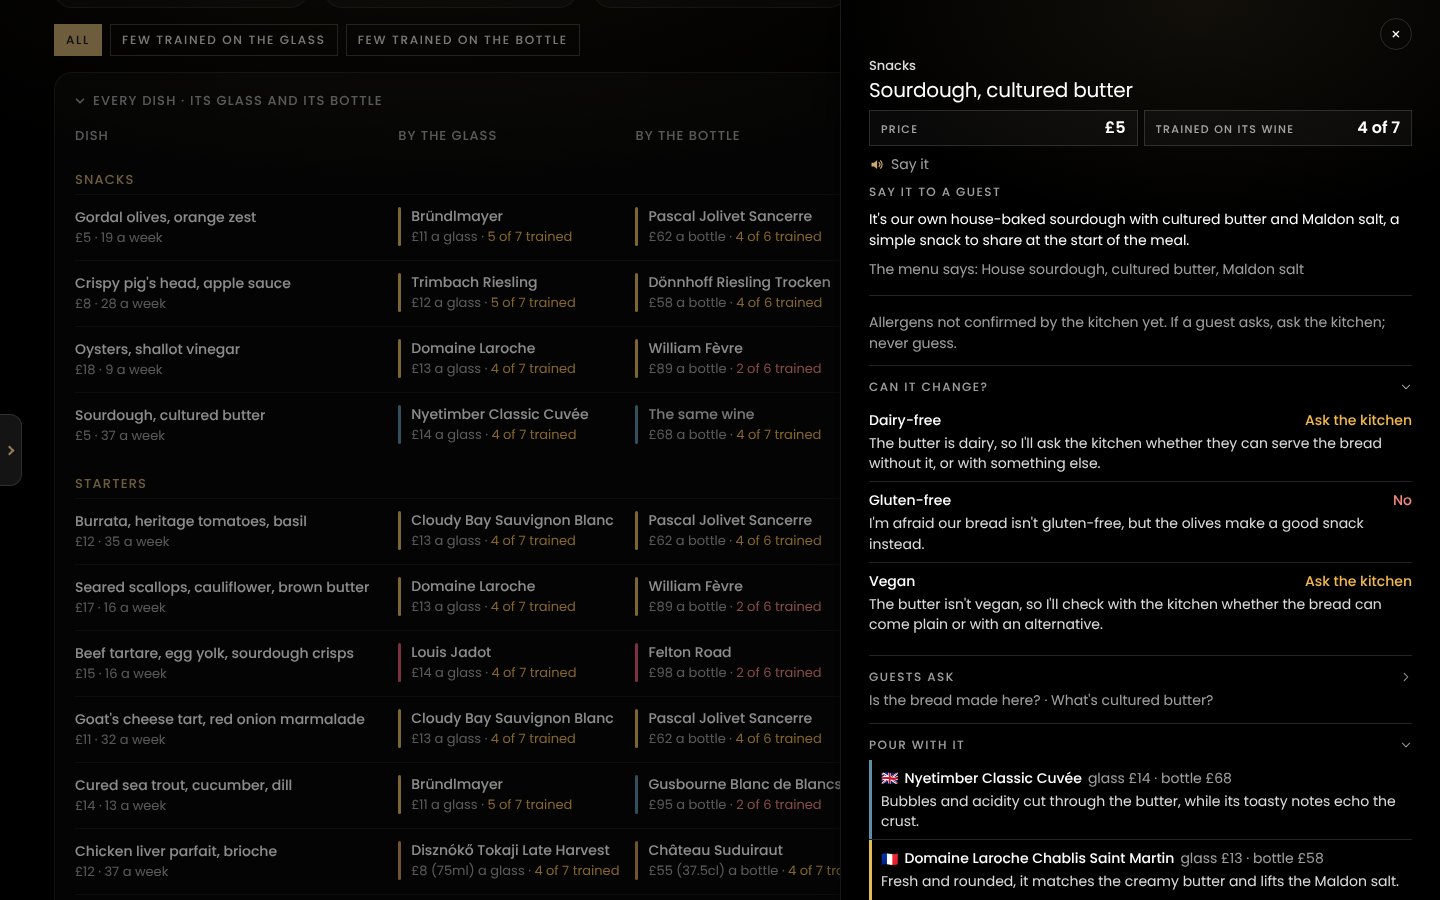 ALL
FEW TRAINED ON THE GLASS
FEW TRAINED ON THE BOTTLE
EVERY DISH · ITS GLASS AND ITS BOTTLE
DISH BY THE GLASS BY THE BOTTLE
SNACKS
Gordal olives, orange zest Bründlmayer Pascal Jolivet Sancerre
£5 · 19 a week £11 a glass · 5 of 7 trained £62 a bottle · 4 of 6 trained
Crispy pig's head, apple sauce Trimbach Riesling Dönnhoff Riesling Trocken
£8 · 28 a week £12 a glass · 5 of 7 trained £58 a bottle · 4 of 6 trained
Oysters, shallot vinegar Domaine Laroche William Fèvre
£18 · 9 a week £13 a glass · 4 of 7 trained £89 a bottle · 2 of 6 trained
Sourdough, cultured butter Nyetimber Classic Cuvée The same wine
£5 · 37 a week £14 a glass · 4 of 7 trained £68 a bottle · 4 of 7 trained
STARTERS
Burrata, heritage tomatoes, basil Cloudy Bay Sauvignon Blanc Pascal Jolivet Sancerre
£12 · 35 a week £13 a glass · 4 of 7 trained £62 a bottle · 4 of 6 trained
Seared scallops, cauliflower, brown butter Domaine Laroche William Fèvre
£17 · 16 a week £13 a glass · 4 of 7 trained £89 a bottle · 2 of 6 trained
Beef tartare, egg yolk, sourdough crisps Louis Jadot Felton Road
£15 · 16 a week £14 a glass · 4 of 7 trained £98 a bottle · 2 of 6 trained
Goat's cheese tart, red onion marmalade Cloudy Bay Sauvignon Blanc Pascal Jolivet Sancerre
£11 · 32 a week £13 a glass · 4 of 7 trained £62 a bottle · 4 of 6 trained
Cured sea trout, cucumber, dill Bründlmayer Gusbourne Blanc de Blancs
£14 · 13 a week £11 a glass · 5 of 7 trained £95 a bottle · 2 of 6 trained
Chicken liver parfait, brioche Disznókő Tokaji Late Harvest Château Suduiraut
£12 · 37 a week £8 (75ml) a glass · 4 of 7 trained £55 (37.5cl) a bottle · 4 of 7 tr
Snacks
Sourdough, cultured butter
PRICE £5 TRAINED ON ITS WINE 4 of 7
Say it
SAY IT TO A GUEST
It's our own house-baked sourdough with cultured butter and Maldon salt, a
simple snack to share at the start of the meal.
The menu says: House sourdough, cultured butter, Maldon salt
Allergens not confirmed by the kitchen yet. If a guest asks, ask the kitchen;
never guess.
CAN IT CHANGE?
Dairy-free Ask the kitchen
The butter is dairy, so I'll ask the kitchen whether they can serve the bread
without it, or with something else.
Gluten-free No
I'm afraid our bread isn't gluten-free, but the olives make a good snack
instead.
Vegan Ask the kitchen
The butter isn't vegan, so I'll check with the kitchen whether the bread can
come plain or with an alternative.
GUESTS ASK
Is the bread made here? · What's cultured butter?
POUR WITH IT
Nyetimber Classic Cuvée glass £14 · bottle £68
Bubbles and acidity cut through the butter, while its toasty notes echo the
crust.
Domaine Laroche Chablis Saint Martin glass £13 · bottle £58
Fresh and rounded, it matches the creamy butter and lifts the Maldon salt.